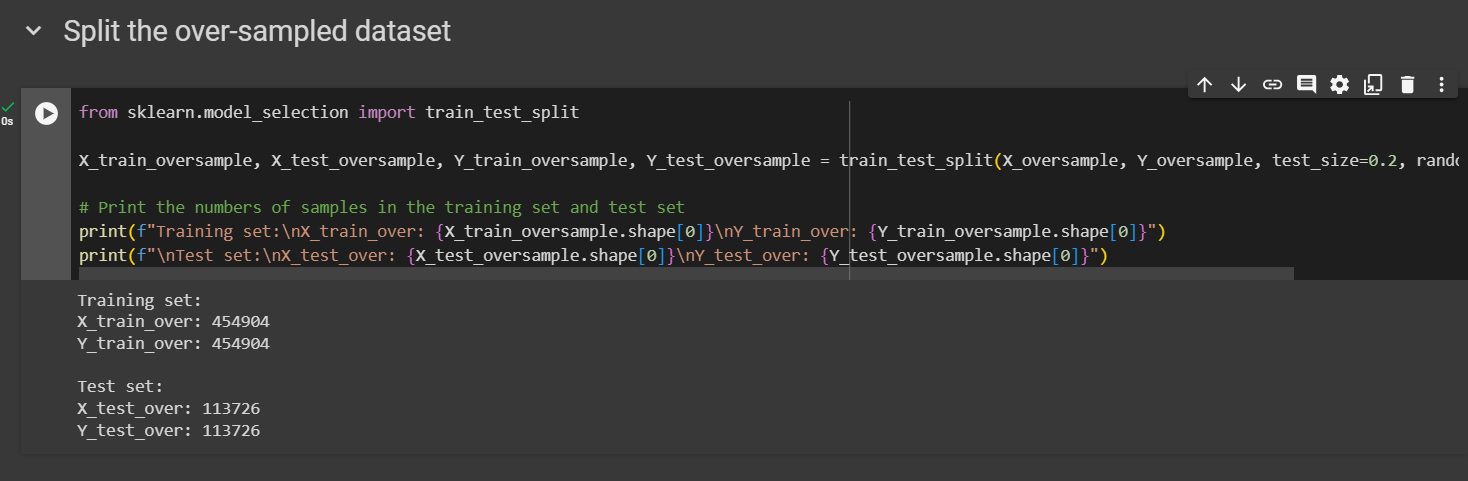 Split the over-sampled dataset
0s
from sklearn.model_selection import train_test_split
X_train_oversample, X_test_oversample, Y_train_oversample, Y_test_oversample = train_test_split(X_oversample, Y_oversample, test_size=0.2, rando
# Print the numbers of samples in the training set and test set
print(f"Training set:\nX_train_over: {X_train_oversample.shape[0]}\nY_train_over: {Y_train_oversample.shape[0]}")
print(f"\nTest set:\nX_test_over: {X_test_oversample.shape[0]}\nY_test_over: {Y_test_oversample.shape[0]}")
Training set:
X_train_over: 454904
Y_train_over: 454904
Test set:
X_test_over: 113726
Y_test_over: 113726